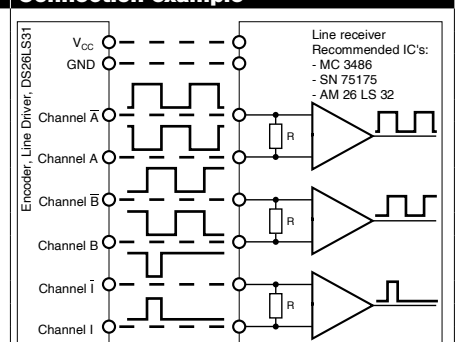 Connection example
Encoder, Line Driver, DS26LS31
VCC
GND
Channel A̅
Channel A
Channel B̅
Channel B
Channel I̅
Channel I
Line receiver
Recommended IC's:
- MC 3486
- SN 75175
- AM 26 LS 32
R
R
R